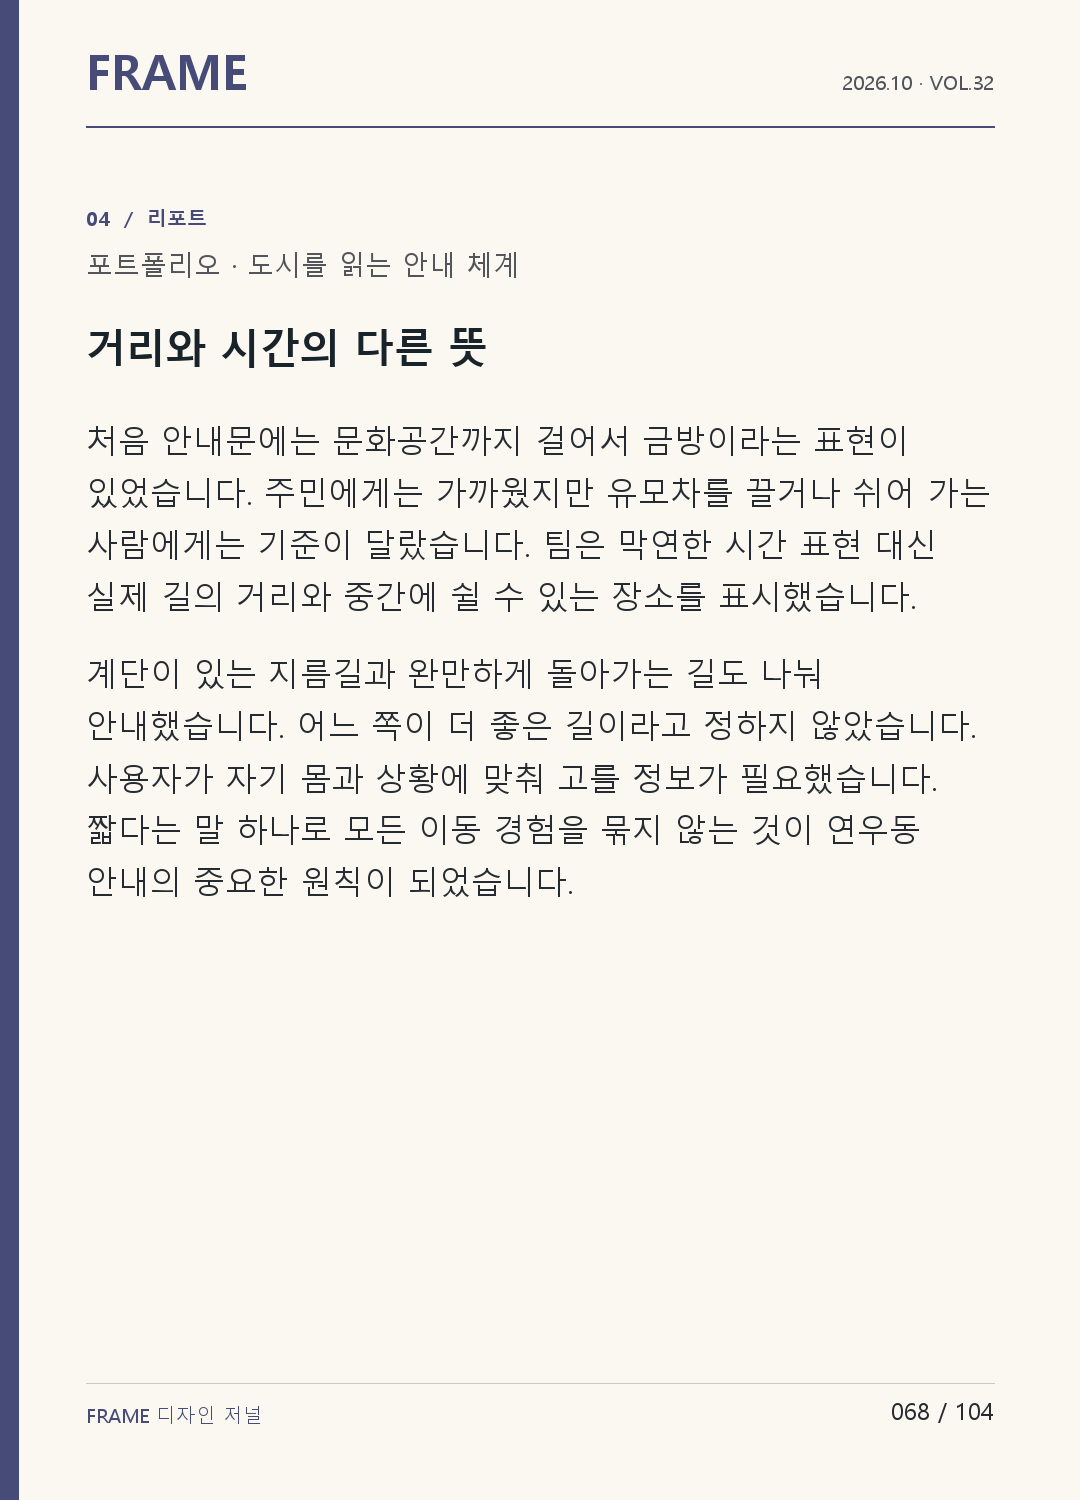 FRAME
2026.10 · VOL.32
04 / 리포트
포트폴리오 · 도시를 읽는 안내 체계
거리와 시간의 다른 뜻
처음 안내문에는 문화공간까지 걸어서 금방이라는 표현이
있었습니다. 주민에게는 가까웠지만 유모차를 끌거나 쉬어 가는
사람에게는 기준이 달랐습니다. 팀은 막연한 시간 표현 대신
실제 길의 거리와 중간에 쉴 수 있는 장소를 표시했습니다.
계단이 있는 지름길과 완만하게 돌아가는 길도 나눠
안내했습니다. 어느 쪽이 더 좋은 길이라고 정하지 않았습니다.
사용자가 자기 몸과 상황에 맞춰 고를 정보가 필요했습니다.
짧다는 말 하나로 모든 이동 경험을 묶지 않는 것이 연우동
안내의 중요한 원칙이 되었습니다.
FRAME 디자인 저널
068 / 104